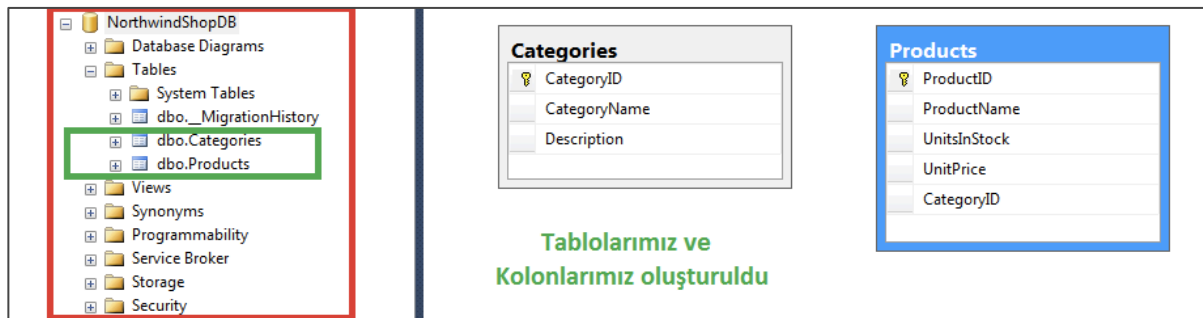 NorthwindShopDB
Database Diagrams
Tables
System Tables
dbo.__MigrationHistory
dbo.Categories
dbo.Products
Views
Synonyms
Programmability
Service Broker
Storage
Security
Categories
CategoryID
CategoryName
Description
Products
ProductID
ProductName
UnitsInStock
UnitPrice
CategoryID
Tablolarımız ve
Kolonlarımız oluşturuldu